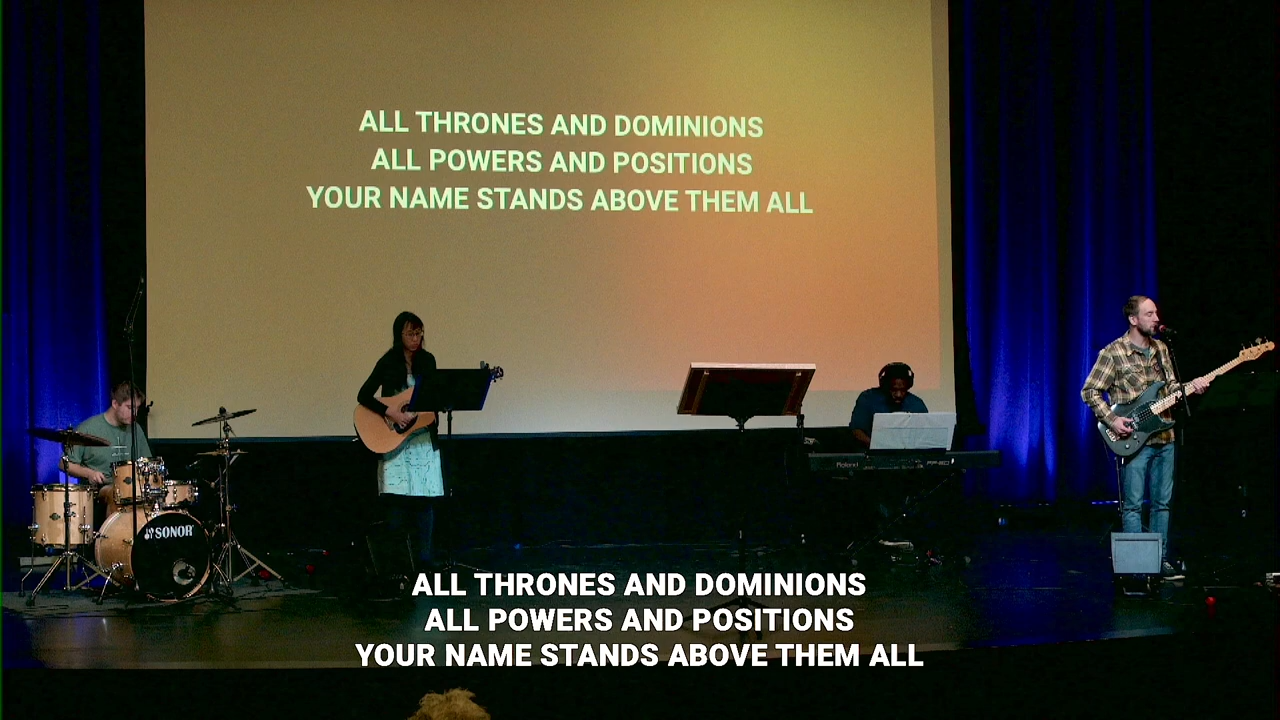 ALL THRONES AND DOMINIONS
ALL POWERS AND POSITIONS
YOUR NAME STANDS ABOVE THEM ALL
SONOR
Roland
ALL THRONES AND DOMINIONS
ALL POWERS AND POSITIONS
YOUR NAME STANDS ABOVE THEM ALL